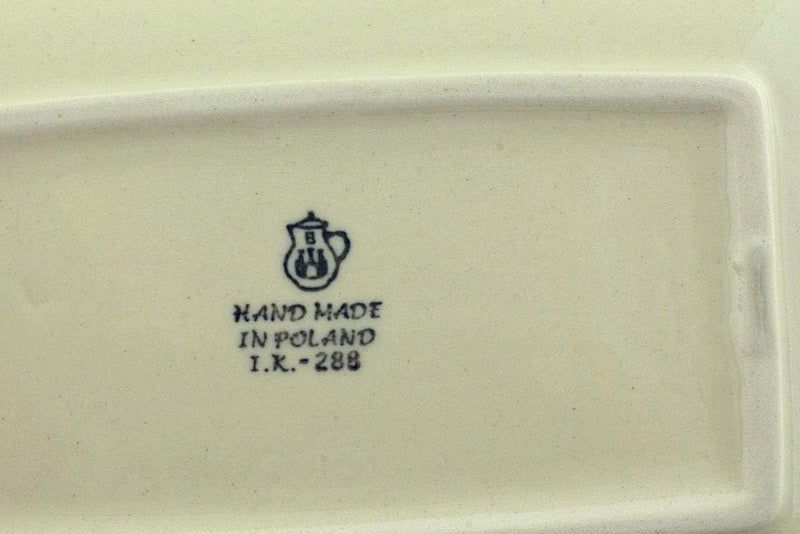 B
HAND MADE
IN POLAND
I.K.-288